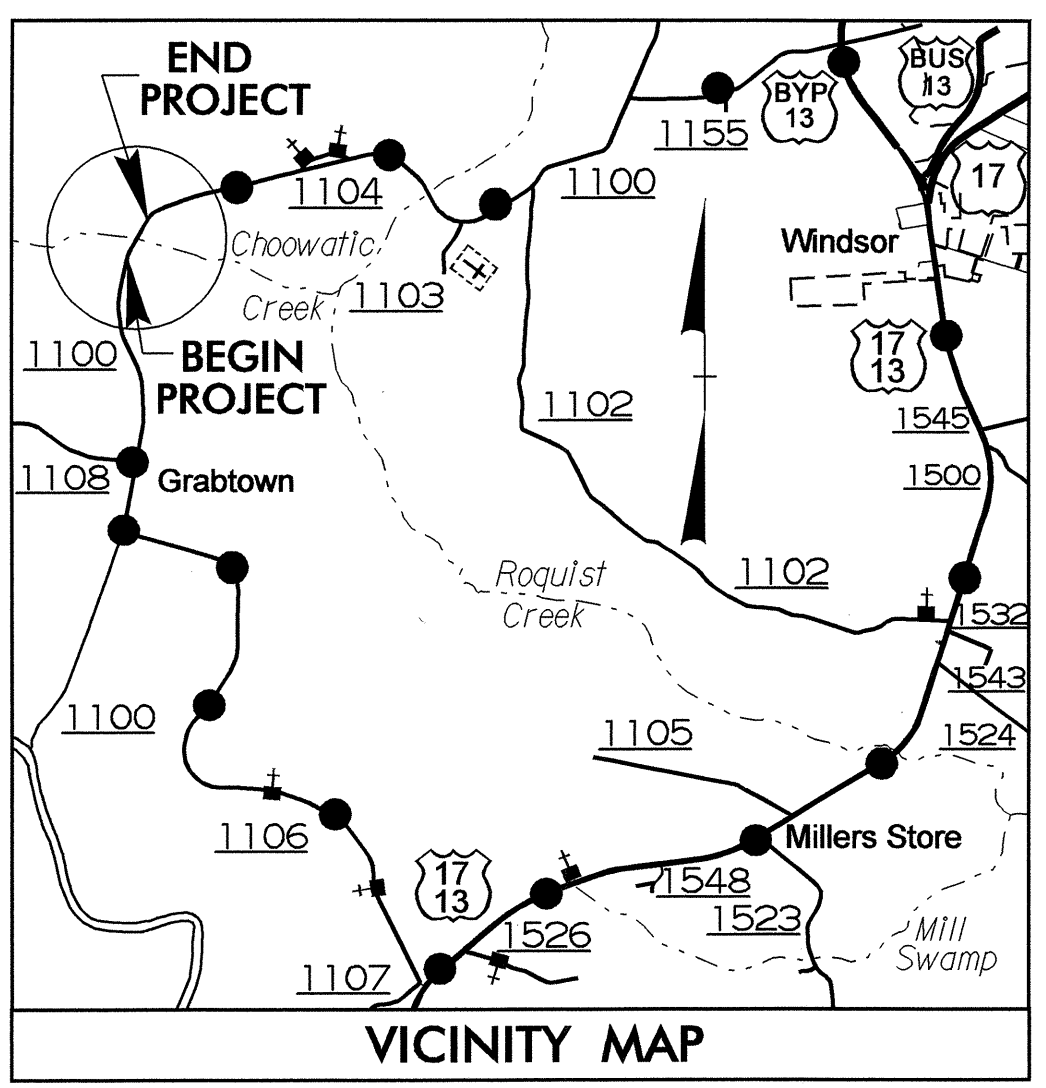 END
PROJECT
BUS
13
BYP
13
1155
17
1104
1100
Choowatic
Creek
Windsor
1103
1100
BEGIN
PROJECT
17
13
1102
1545
1108
Grabtown
1500
Roquist
Creek
1102
1532
1543
1100
1105
1524
1106
Millers Store
17
13
1548
1523
1526
Mill
Swamp
1107
VICINITY MAP